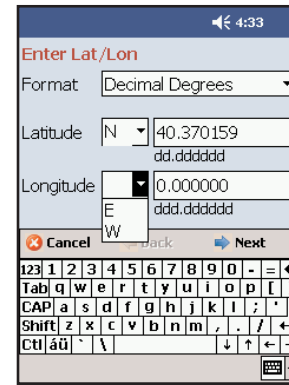 4:33
Enter Lat/Lon
Format Decimal Degrees
Latitude N 40.370159
dd.dddddd
Longitude 0.000000
E ddd.dddddd
W
Cancel Back Next
123 1 2 3 4 5 6 7 8 9 0 - =
Tab q w e r t y u i o p [
CAP a s d f g h j k l ; '
Shift z x c v b n m , . /
Ctl áü ` \ ↓ ↑ ←